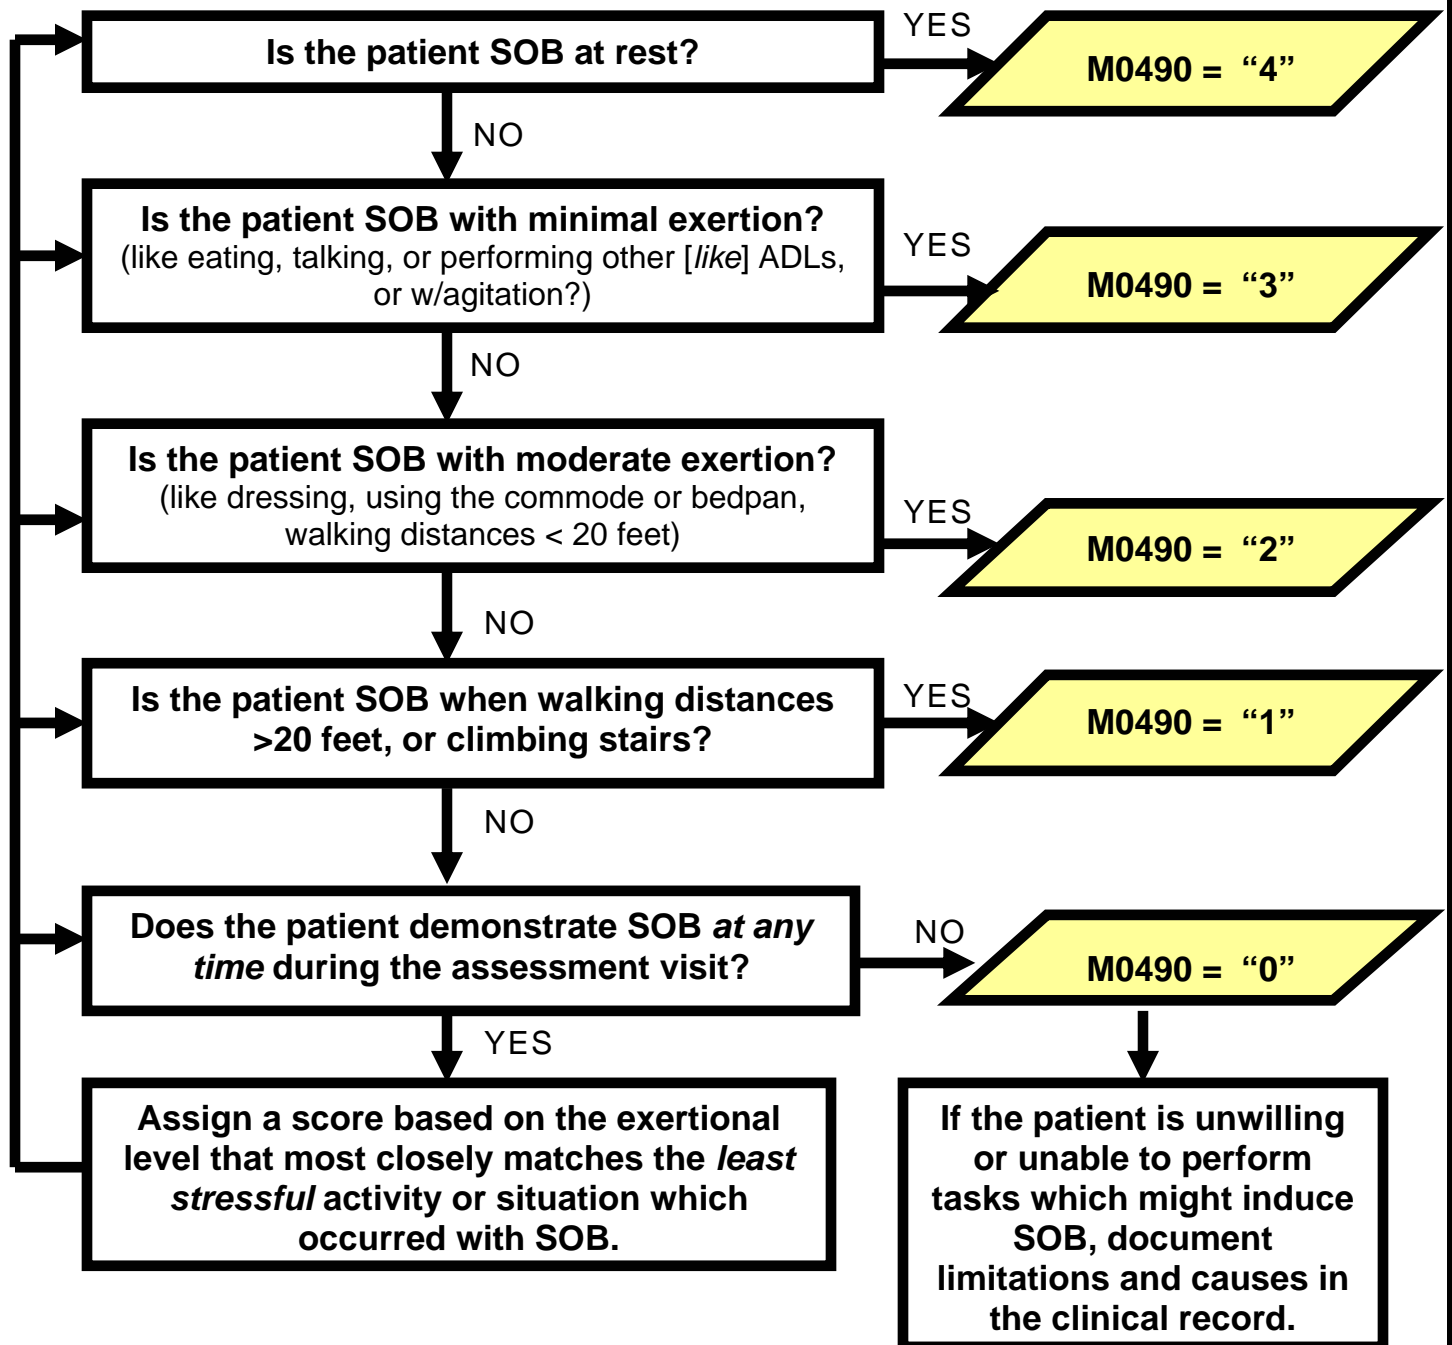 Is the patient SOB at rest?
YES
M0490 = “4”
NO
Is the patient SOB with minimal exertion?
(like eating, talking, or performing other [like] ADLs,
or w/agitation?)
YES
M0490 = “3”
NO
Is the patient SOB with moderate exertion?
(like dressing, using the commode or bedpan,
walking distances < 20 feet)
YES
M0490 = “2”
NO
Is the patient SOB when walking distances
>20 feet, or climbing stairs?
YES
M0490 = “1”
NO
Does the patient demonstrate SOB at any
time during the assessment visit?
NO
M0490 = “0”
YES
Assign a score based on the exertional
level that most closely matches the least
stressful activity or situation which
occurred with SOB.
If the patient is unwilling
or unable to perform
tasks which might induce
SOB, document
limitations and causes in
the clinical record.